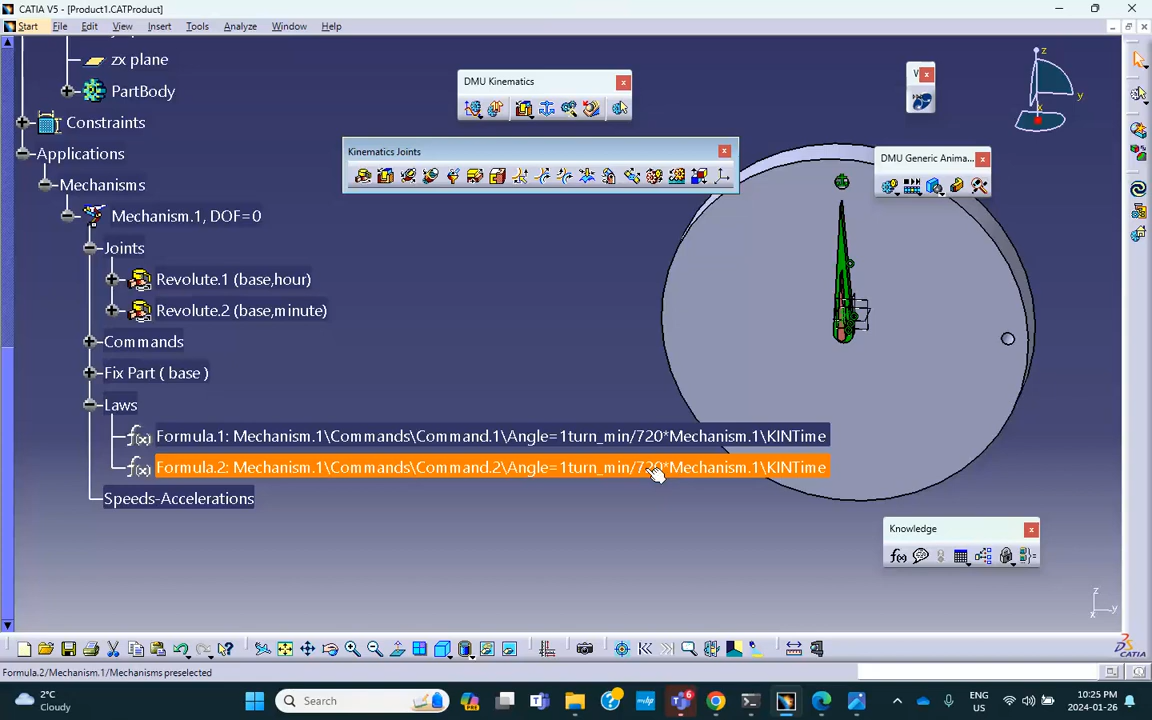 CATIA V5 - [Product1.CATProduct]
Start File Edit View Insert Tools Analyze Window Help
zx plane
PartBody
Constraints
Applications
Mechanisms
Mechanism.1, DOF=0
Joints
Revolute.1 (base,hour)
Revolute.2 (base,minute)
Commands
Fix Part ( base )
Laws
Formula.1: Mechanism.1\Commands\Command.1\Angle=1turn_min/720*Mechanism.1\KINTime
Formula.2: Mechanism.1\Commands\Command.2\Angle=1turn_min/720*Mechanism.1\KINTime
Speeds-Accelerations
DMU Kinematics
Kinematics Joints
DMU Generic Anima...
Knowledge
f(x)
z
y
x
z
y
CATIA
Formula.2/Mechanism.1/Mechanisms preselected
2°C
Cloudy
Search
6
ENG
US
10:25 PM
2024-01-26